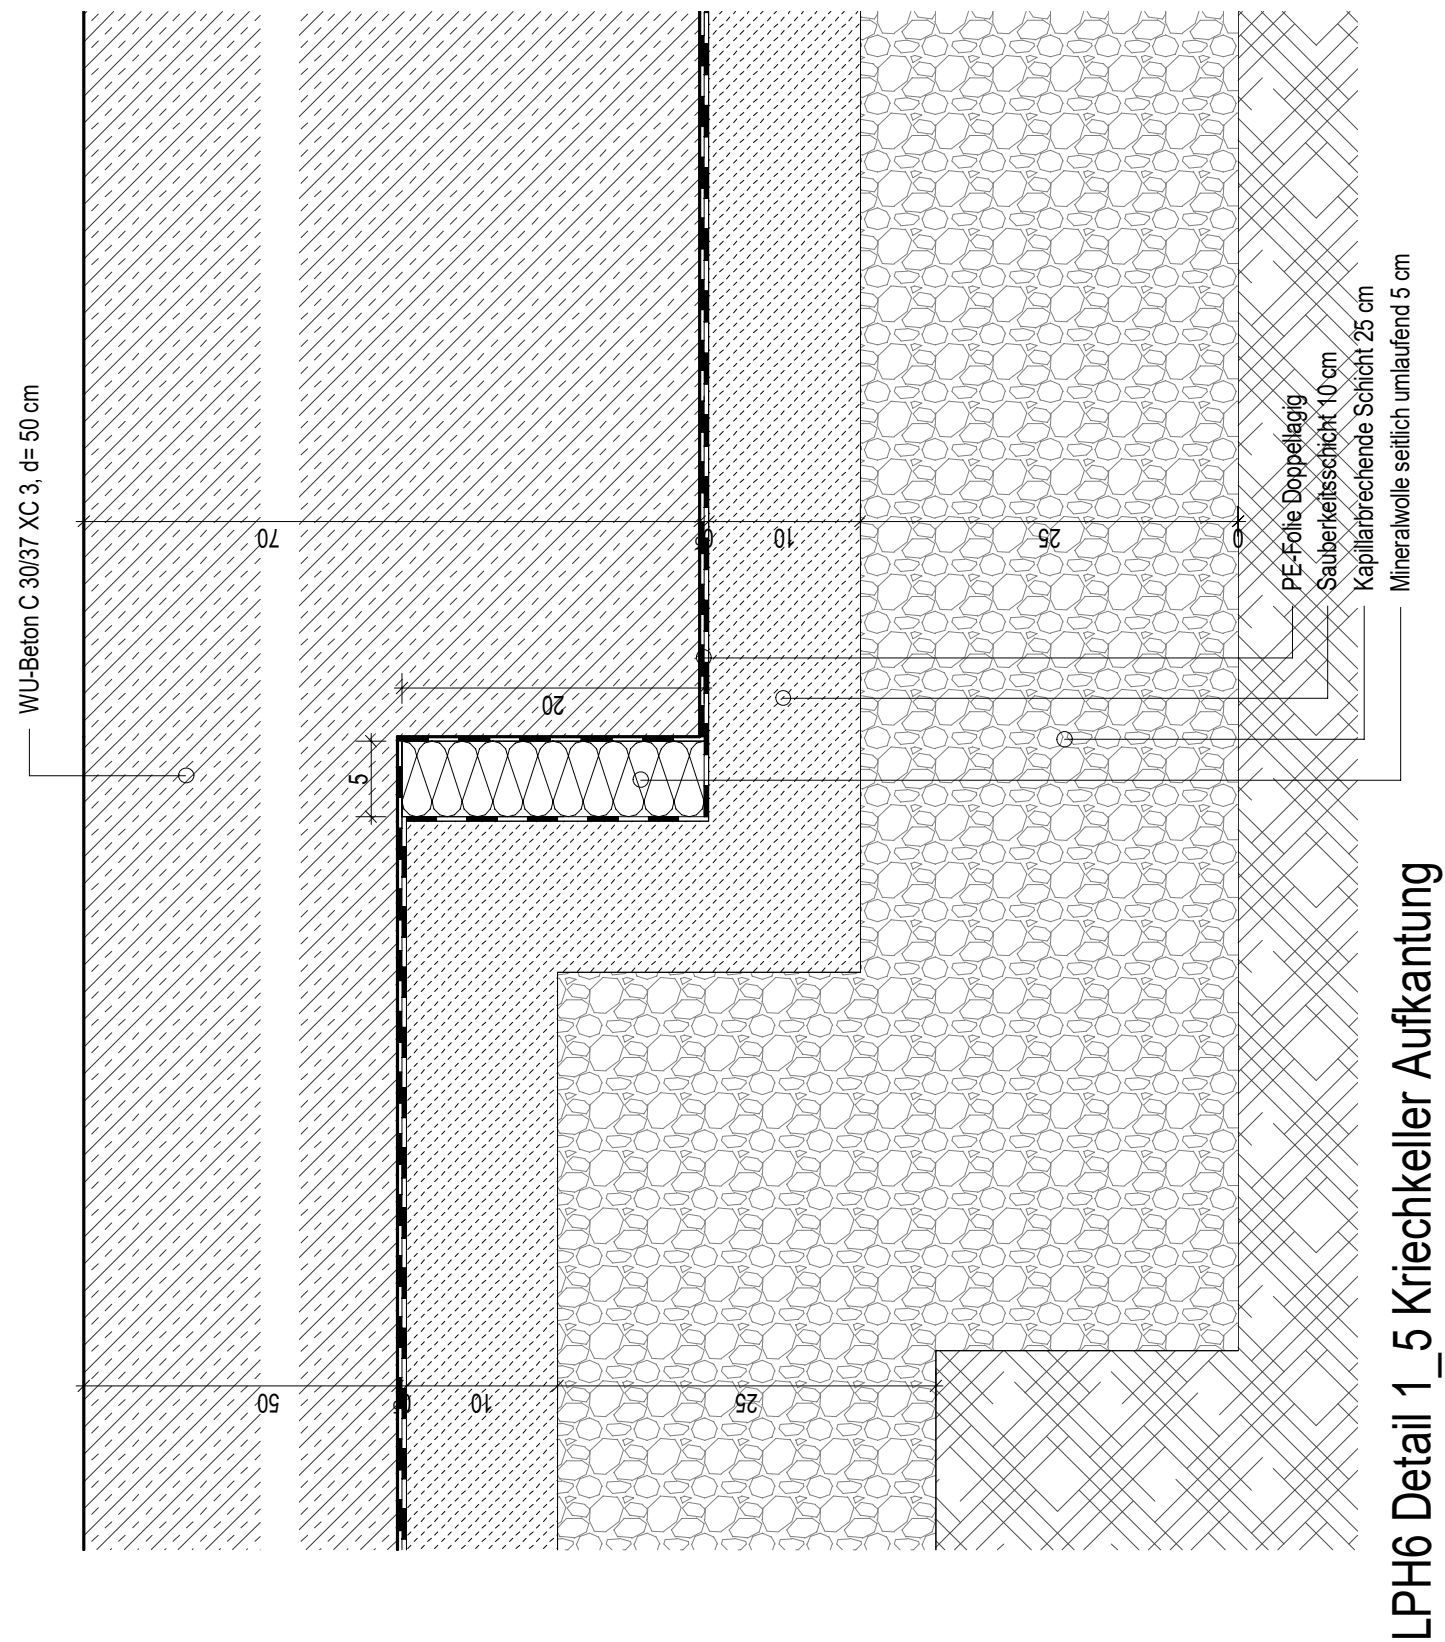 WU-Beton C 30/37 XC 3, d= 50 cm
70
10
25
0
20
5
50
10
25
PE-Folie Doppellagig
Sauberkeitsschicht 10 cm
Kapillarbrechende Schicht 25 cm
Mineralwolle seitlich umlaufend 5 cm
LPH6 Detail 1_5 Kriechkeller Aufkantung